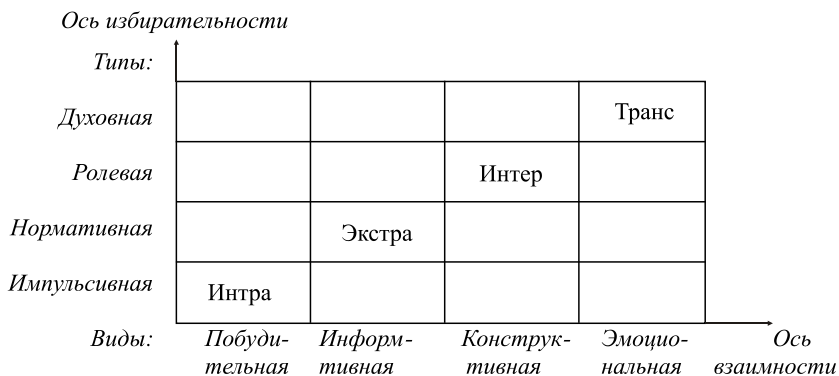 Ось избирательности
Типы:
Духовная Транс
Ролевая Интер
Нормативная Экстра
Импульсивная Интра
Виды: Побуди- Информ- Конструк- Эмоцио- Ось
тельная тивная тивная нальная взаимности